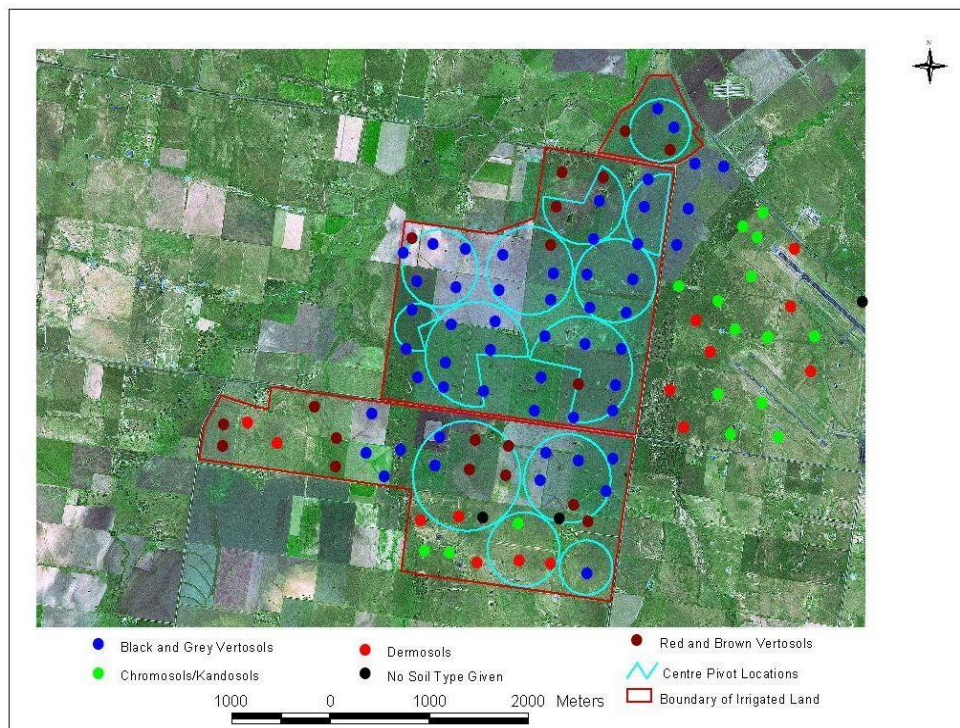 N
Black and Grey Vertosols
Dermosols
Red and Brown Vertosols
Chromosols/Kandosols
No Soil Type Given
Centre Pivot Locations
Boundary of Irrigated Land
1000 0 1000 2000 Meters